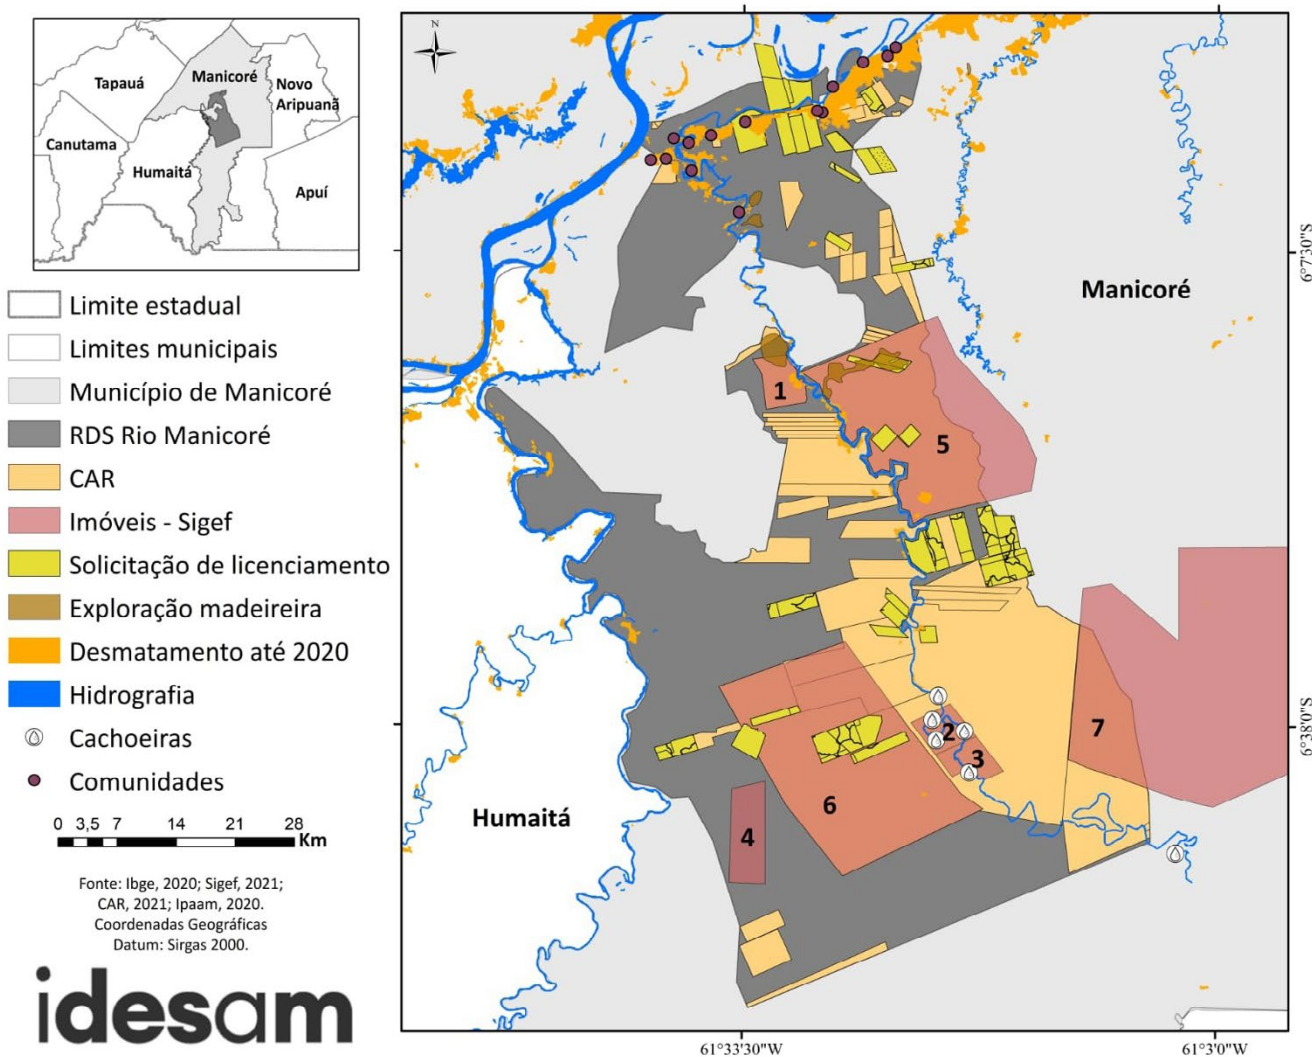 Tapauá
Manicoré
Novo
Aripuanã
Canutama
Humaitá
Apuí
Limite estadual
Limites municipais
Município de Manicoré
RDS Rio Manicoré
CAR
Imóveis - Sigef
Solicitação de licenciamento
Exploração madeireira
Desmatamento até 2020
Hidrografia
Cachoeiras
Comunidades
0 3,5 7 14 21 28
Km
Fonte: Ibge, 2020; Sigef, 2021;
CAR, 2021; Ipaam, 2020.
Coordenadas Geográficas
Datum: Sirgas 2000.
idesam
N
Manicoré
Humaitá
1
5
2
3
7
6
4
6°7'30"S
6°38'0"S
61°33'30"W
61°3'0"W